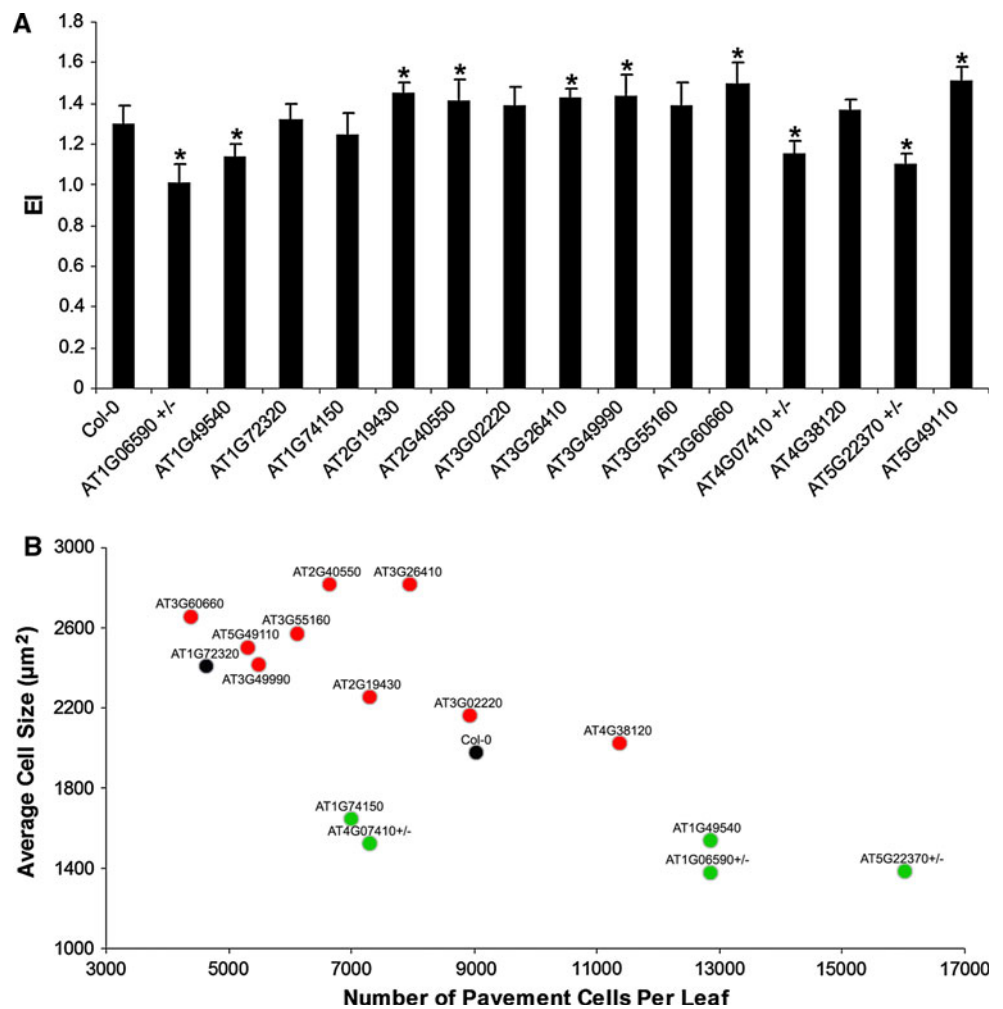 A
EI
1.8
1.6
1.4
1.2
1.0
0.8
0.6
0.4
0.2
0
* * * * * * * * * *
Col-0
AT1G06590 +/-
AT1G49540
AT1G72320
AT1G74150
AT2G19430
AT2G40550
AT3G02220
AT3G26410
AT3G49990
AT3G55160
AT3G60660
AT4G07410 +/-
AT4G38120
AT5G22370 +/-
AT5G49110
B
Average Cell Size (µm²)
3000
2600
2200
1800
1400
1000
AT2G40550
AT3G26410
AT3G60660
AT3G55160
AT5G49110
AT1G72320
AT3G49990
AT2G19430
AT3G02220
AT4G38120
Col-0
AT1G74150
AT4G07410+/-
AT1G49540
AT1G06590+/-
AT5G22370+/-
3000 5000 7000 9000 11000 13000 15000 17000
Number of Pavement Cells Per Leaf